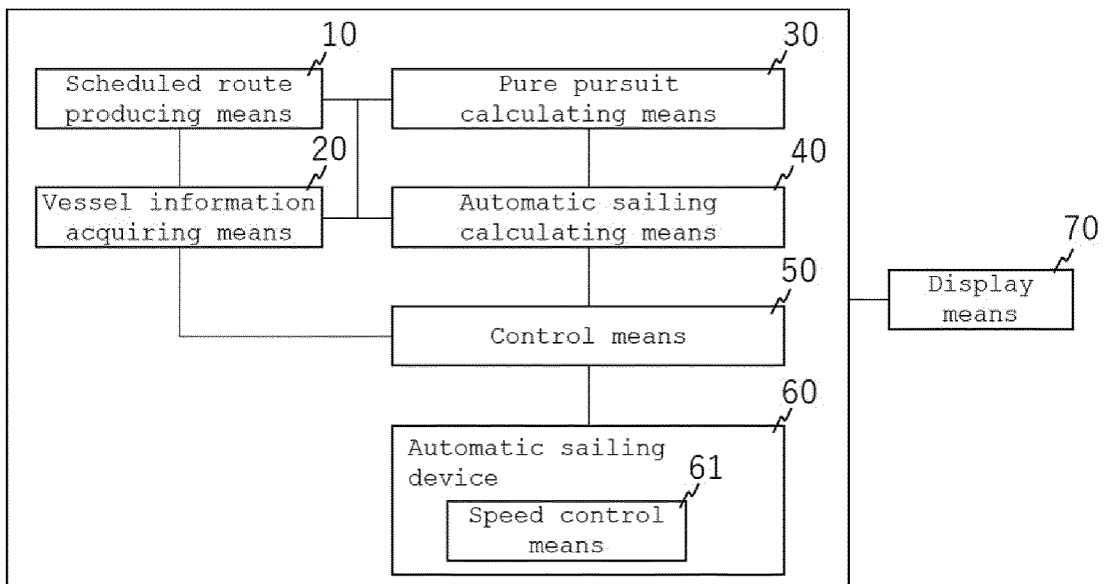 10
Scheduled route
producing means
30
Pure pursuit
calculating means
20
Vessel information
acquiring means
40
Automatic sailing
calculating means
50
Control means
70
Display
means
60
Automatic sailing
device
61
Speed control
means